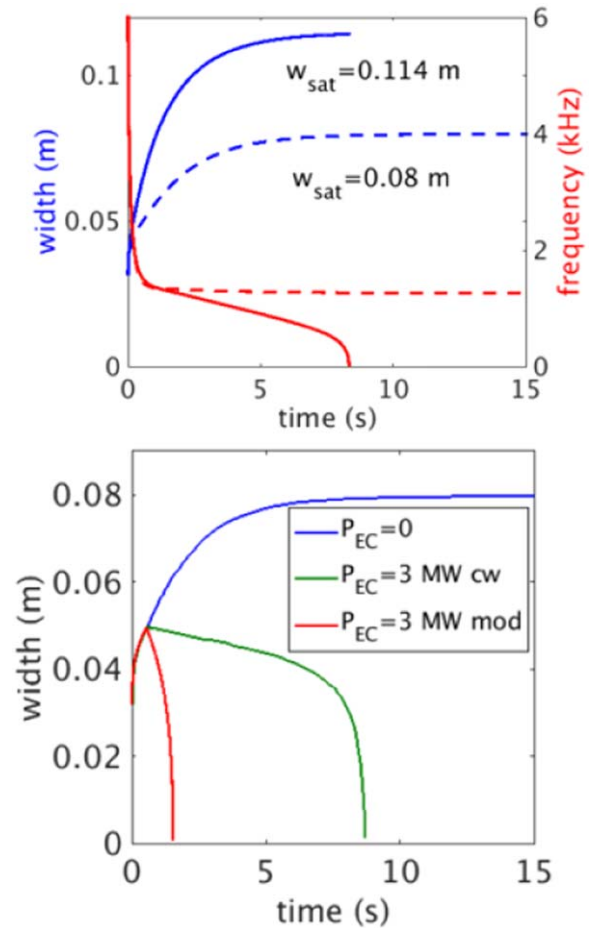 6
0.1
w_sat=0.114 m
4
w_sat=0.08 m
width (m)
frequency (kHz)
0.05
2
0
0
0
5
10
15
time (s)
0.08
P_EC=0
P_EC=3 MW cw
P_EC=3 MW mod
0.06
width (m)
0.04
0.02
0
0
5
10
15
time (s)